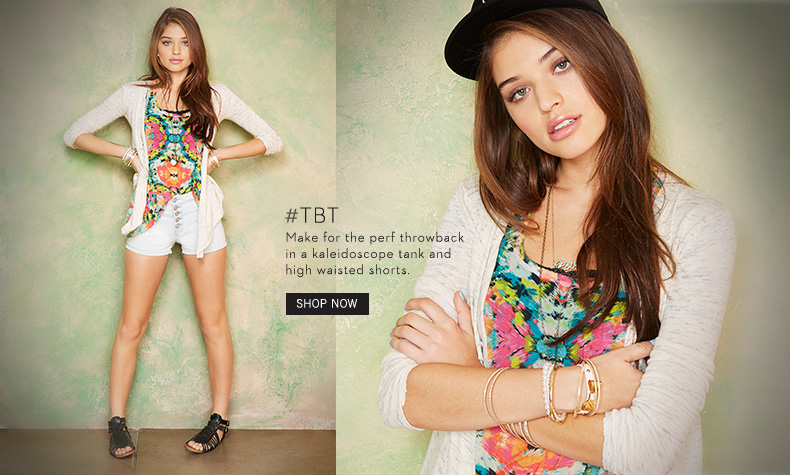 #TBT
Make for the perf throwback
in a kaleidoscope tank and
high waisted shorts.
SHOP NOW